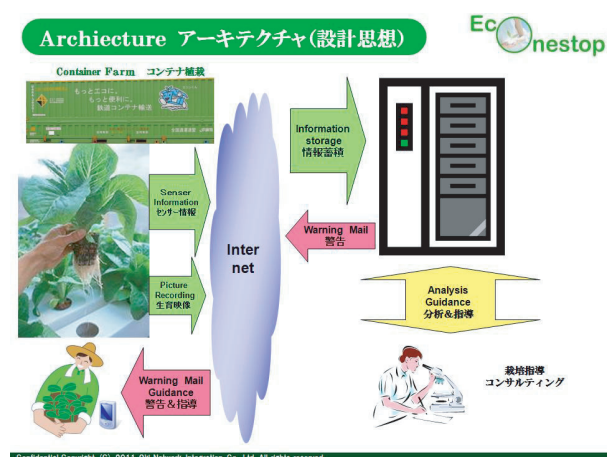 Archiecture アーキテクチャ(設計思想)
Ec nestop
Container Farm コンテナ植栽
もっとエコに、
もっと便利に、
鉄道コンテナ輸送
Senser
Information
センサー情報
Picture
Recording
生育映像
Inter
net
Information
storage
情報蓄積
Warning Mail
警告
Analysis
Guidance
分析&指導
Warning Mail
Guidance
警告&指導
栽培指導
コンサルティング